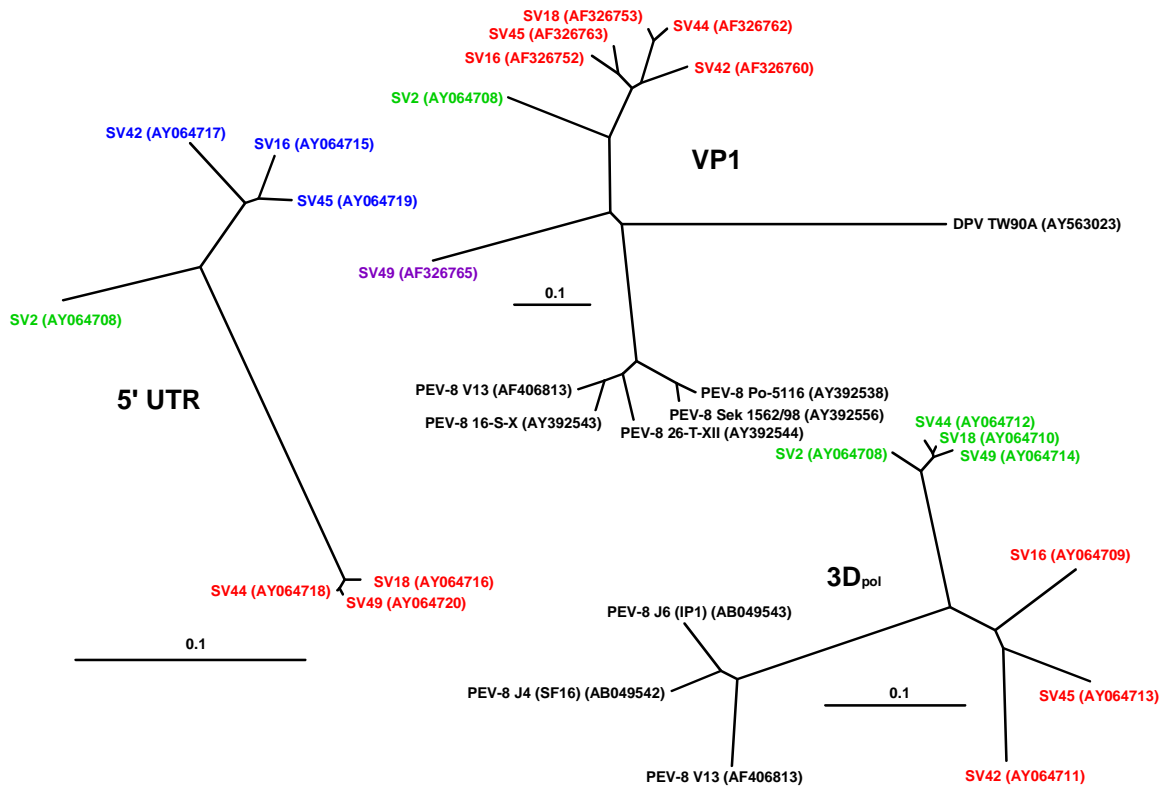 SV42 (AY064717)
SV16 (AY064715)
SV45 (AY064719)
SV2 (AY064708)
5' UTR
SV44 (AY064718)
SV18 (AY064716)
SV49 (AY064720)
0.1
SV18 (AF326753)
SV44 (AF326762)
SV45 (AF326763)
SV16 (AF326752)
SV42 (AF326760)
SV2 (AY064708)
VP1
DPV TW90A (AY563023)
SV49 (AF326765)
0.1
PEV-8 V13 (AF406813)
PEV-8 Po-5116 (AY392538)
PEV-8 Sek 1562/98 (AY392556)
PEV-8 16-S-X (AY392543)
PEV-8 26-T-XII (AY392544)
SV44 (AY064712)
SV18 (AY064710)
SV2 (AY064708)
SV49 (AY064714)
SV16 (AY064709)
3Dpol
PEV-8 J6 (IP1) (AB049543)
PEV-8 J4 (SF16) (AB049542)
0.1
SV45 (AY064713)
PEV-8 V13 (AF406813)
SV42 (AY064711)